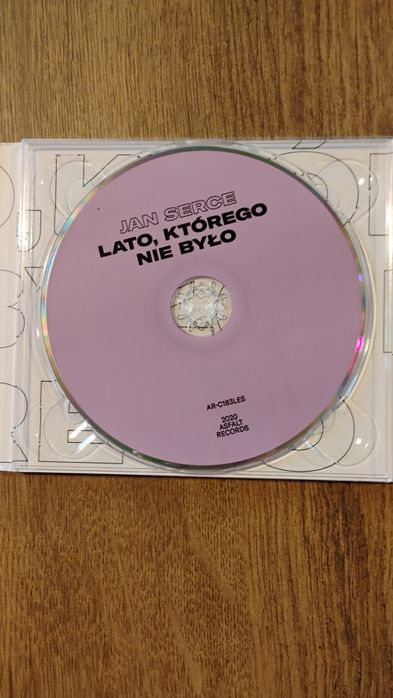 JAN SERCE
LATO, KTÓREGO
NIE BYŁO
AR-C183LES
2020
ASFALT
RECORDS